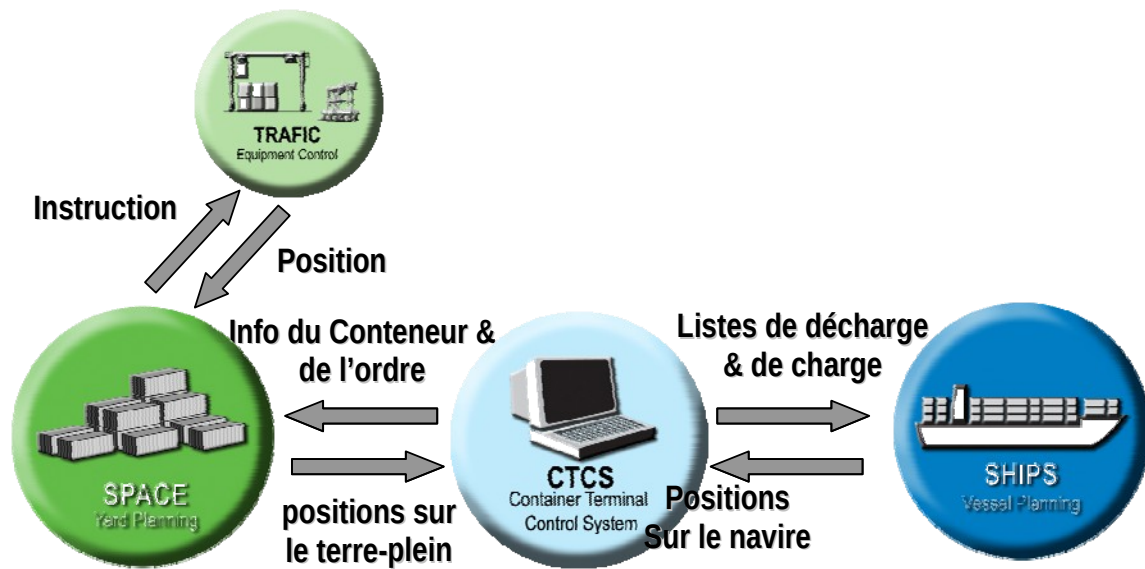 TRAFIC
Equipment Control
Instruction
Position
Info du Conteneur &
de l’ordre
Listes de décharge
& de charge
SPACE
Yard Planning
positions sur
le terre-plein
CTCS
Container Terminal
Control System
Positions
Sur le navire
SHIPS
Vessel Planning